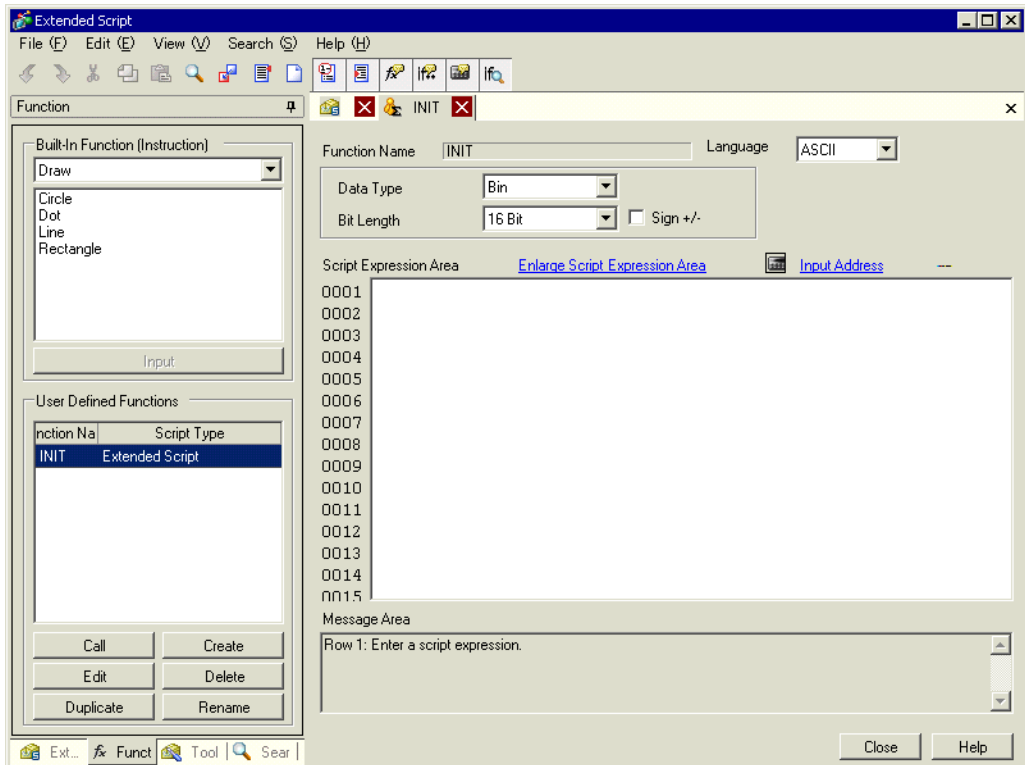 Extended Script
File (F) Edit (E) View (V) Search (S) Help (H)
Function
INIT
Built-In Function (Instruction)
Draw
Circle
Dot
Line
Rectangle
Input
User Defined Functions
nction Na Script Type
INIT Extended Script
Call Create
Edit Delete
Duplicate Rename
Ext... fx Funct Tool Sear
Function Name INIT Language ASCII
Data Type Bin
Bit Length 16 Bit Sign +/-
Script Expression Area Enlarge Script Expression Area Input Address --
0001
0002
0003
0004
0005
0006
0007
0008
0009
0010
0011
0012
0013
0014
0015
Message Area
Row 1: Enter a script expression.
Close Help